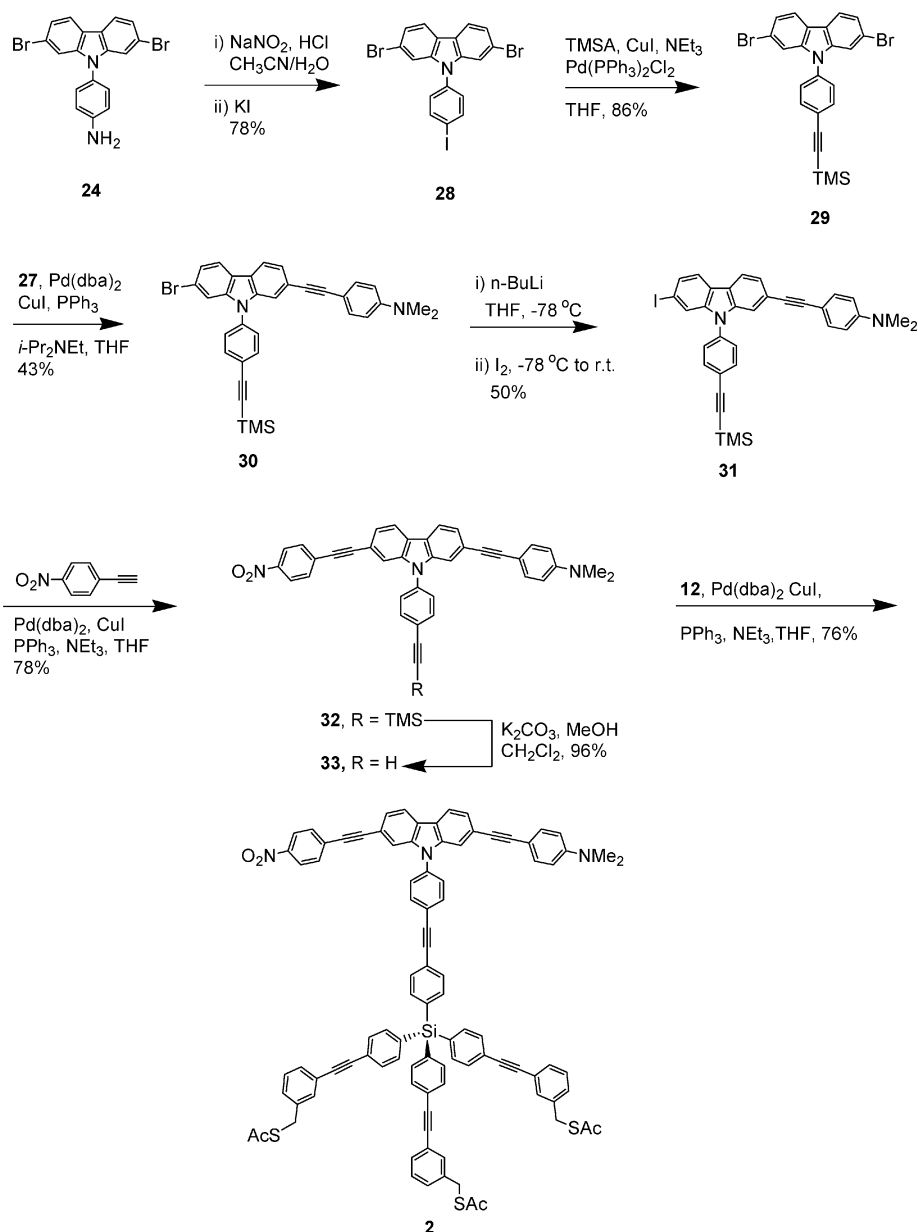 Br
Br
N
NH2
24
i) NaNO2, HCl
CH3CN/H2O
ii) KI
78%
Br
Br
N
I
28
TMSA, CuI, NEt3
Pd(PPh3)2Cl2
THF, 86%
Br
Br
N
TMS
29
27, Pd(dba)2
CuI, PPh3
i-Pr2NEt, THF
43%
Br
N
NMe2
TMS
30
i) n-BuLi
THF, -78 oC
ii) I2, -78 oC to r.t.
50%
I
N
NMe2
TMS
31
O2N
Pd(dba)2, CuI
PPh3, NEt3, THF
78%
NO2
N
NMe2
R
32, R = TMS
33, R = H
K2CO3, MeOH
CH2Cl2, 96%
12, Pd(dba)2 CuI,
PPh3, NEt3,THF, 76%
NO2
N
NMe2
Si
AcS
SAc
SAc
2